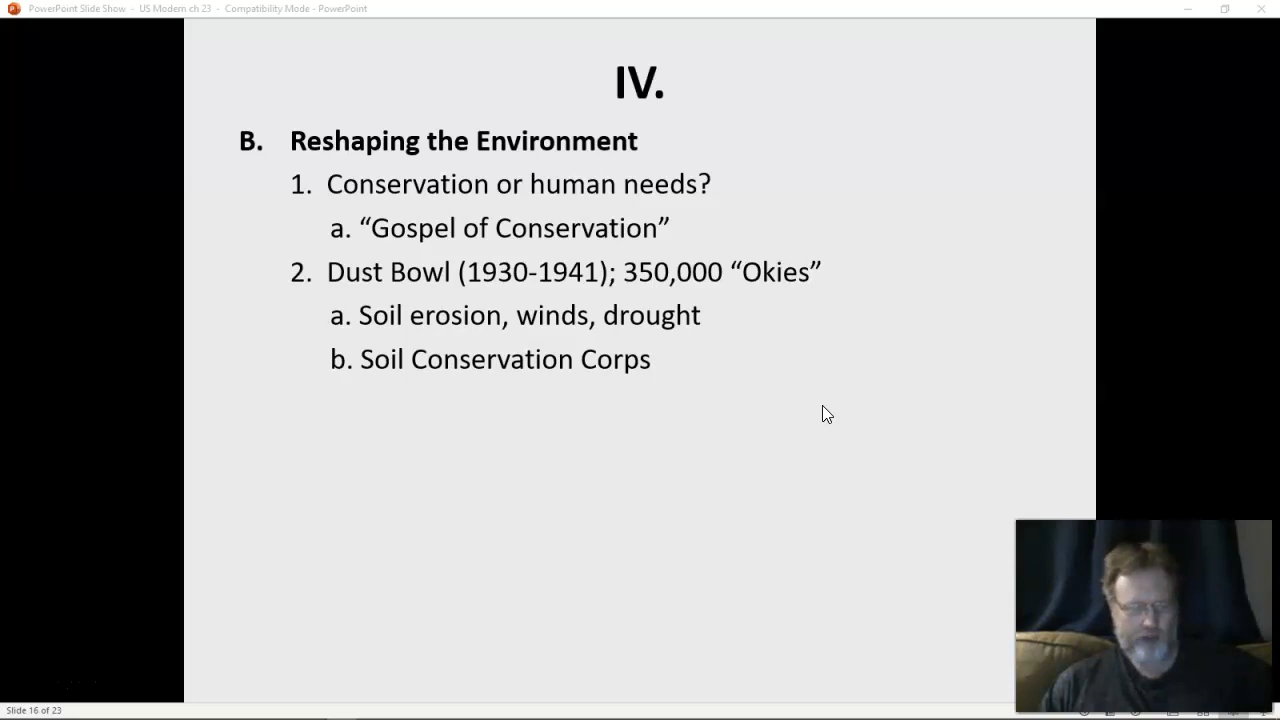 PowerPoint Slide Show - US Modern ch 23 - Compatibility Mode - PowerPoint
IV.
B. Reshaping the Environment
1. Conservation or human needs?
a. “Gospel of Conservation”
2. Dust Bowl (1930-1941); 350,000 “Okies”
a. Soil erosion, winds, drought
b. Soil Conservation Corps
Slide 16 of 23